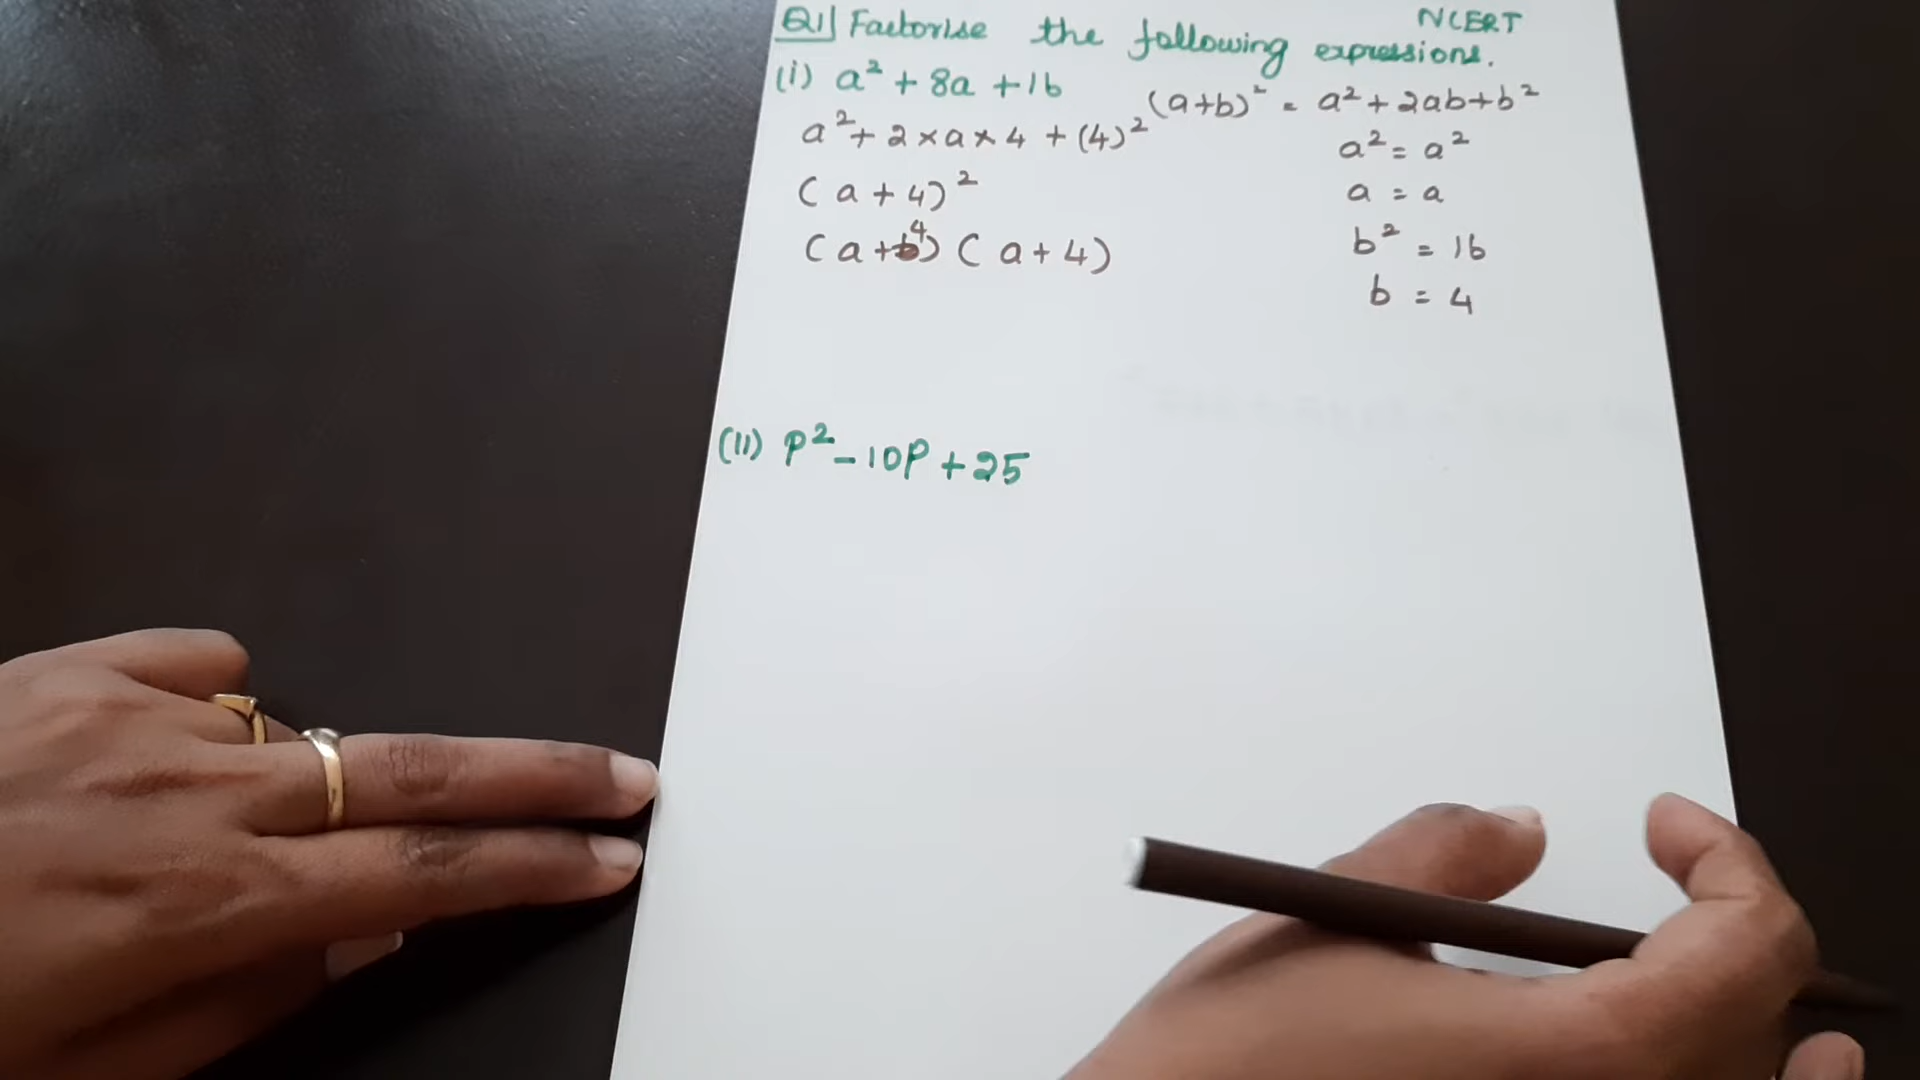 NCERT
Q1 Factorise the following expressions.
(i) a² + 8a + 16
(a+b)² = a² + 2ab + b²
a² + 2 × a × 4 + (4)²
a² = a²
(a + 4)²
a = a
(a + 4) (a + 4)
b² = 16
b = 4
(ii) p² - 10p + 25